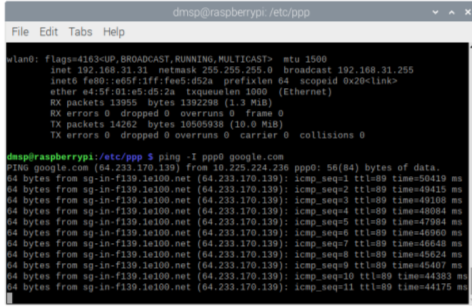 dmsp@raspberrypi: /etc/ppp
File Edit Tabs Help
wlan0: flags=4163<UP,BROADCAST,RUNNING,MULTICAST> mtu 1500
inet 192.168.31.31 netmask 255.255.255.0 broadcast 192.168.31.255
inet6 fe80::e65f:1ff:fee5:d52a prefixlen 64 scopeid 0x20<link>
ether e4:5f:01:e5:d5:2a txqueuelen 1000 (Ethernet)
RX packets 13955 bytes 1392298 (1.3 MiB)
RX errors 0 dropped 0 overruns 0 frame 0
TX packets 14262 bytes 10505938 (10.0 MiB)
TX errors 0 dropped 0 overruns 0 carrier 0 collisions 0
dmsp@raspberrypi:/etc/ppp $ ping -I ppp0 google.com
PING google.com (64.233.170.139) from 10.225.224.236 ppp0: 56(84) bytes of data.
64 bytes from sg-in-f139.1e100.net (64.233.170.139): icmp_seq=1 ttl=89 time=50419 ms
64 bytes from sg-in-f139.1e100.net (64.233.170.139): icmp_seq=2 ttl=89 time=49415 ms
64 bytes from sg-in-f139.1e100.net (64.233.170.139): icmp_seq=3 ttl=89 time=49108 ms
64 bytes from sg-in-f139.1e100.net (64.233.170.139): icmp_seq=4 ttl=89 time=48084 ms
64 bytes from sg-in-f139.1e100.net (64.233.170.139): icmp_seq=5 ttl=89 time=47984 ms
64 bytes from sg-in-f139.1e100.net (64.233.170.139): icmp_seq=6 ttl=89 time=46960 ms
64 bytes from sg-in-f139.1e100.net (64.233.170.139): icmp_seq=7 ttl=89 time=46648 ms
64 bytes from sg-in-f139.1e100.net (64.233.170.139): icmp_seq=8 ttl=89 time=45624 ms
64 bytes from sg-in-f139.1e100.net (64.233.170.139): icmp_seq=9 ttl=89 time=45407 ms
64 bytes from sg-in-f139.1e100.net (64.233.170.139): icmp_seq=10 ttl=89 time=44383 ms
64 bytes from sg-in-f139.1e100.net (64.233.170.139): icmp_seq=11 ttl=89 time=44175 ms